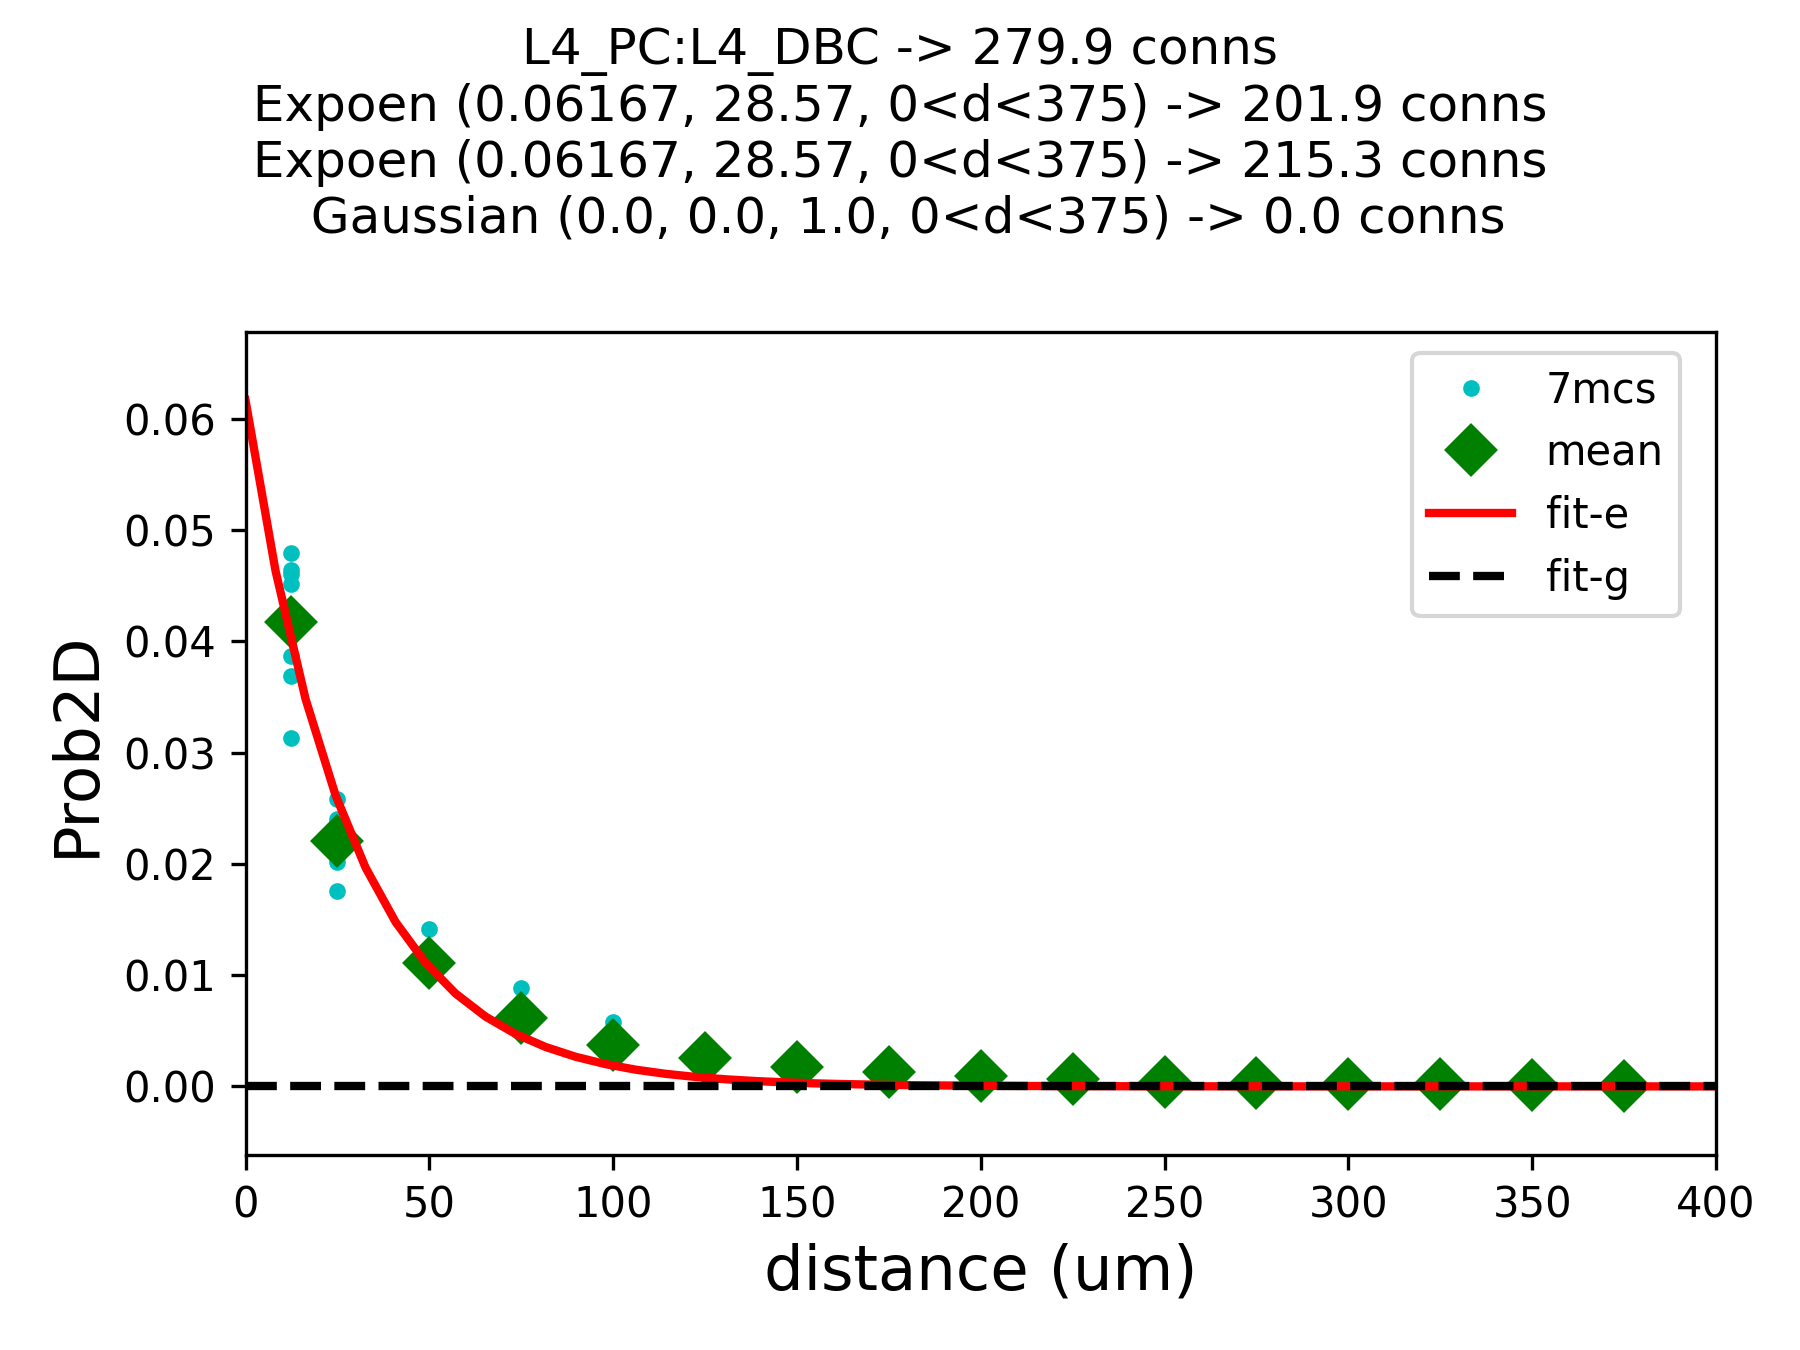 L4_PC:L4_DBC -> 279.9 conns
Expoen (0.06167, 28.57, 0<d<375) -> 201.9 conns
Expoen (0.06167, 28.57, 0<d<375) -> 215.3 conns
Gaussian (0.0, 0.0, 1.0, 0<d<375) -> 0.0 conns
7mcs
mean
fit-e
fit-g
Prob2D
0.06
0.05
0.04
0.03
0.02
0.01
0.00
0 50 100 150 200 250 300 350 400
distance (um)